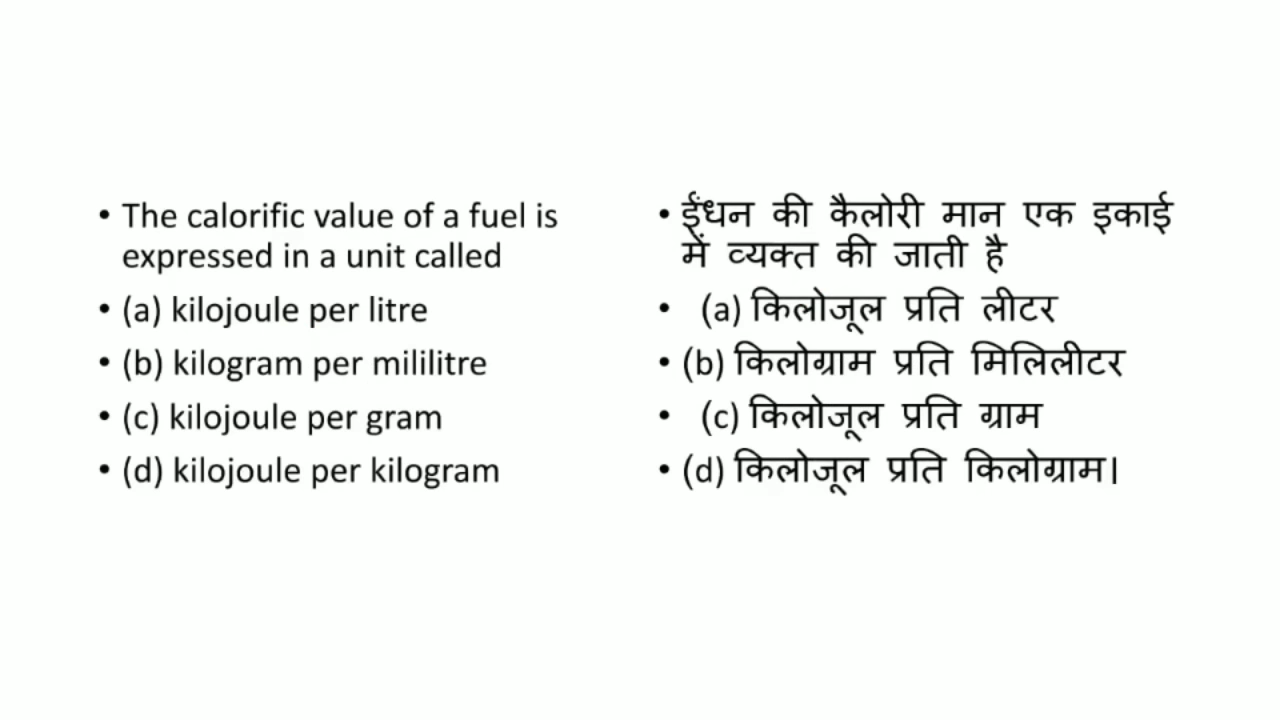 • The calorific value of a fuel is
expressed in a unit called
• (a) kilojoule per litre
• (b) kilogram per mililitre
• (c) kilojoule per gram
• (d) kilojoule per kilogram
• ईंधन की कैलोरी मान एक इकाई
में व्यक्त की जाती है
• (a) किलोजूल प्रति लीटर
• (b) किलोग्राम प्रति मिलिलीटर
• (c) किलोजूल प्रति ग्राम
• (d) किलोजूल प्रति किलोग्राम।